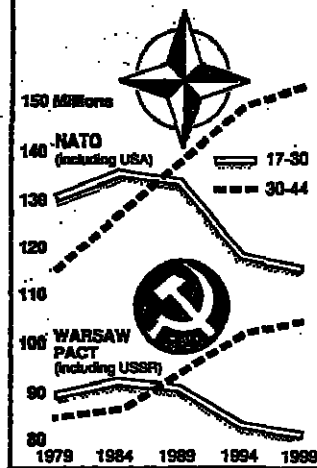 150 Millions
NATO
(including USA)
140
17-30
30-44
130
120
110
100
WARSAW
PACT
(including USSR)
90
80
1979 1984 1989 1994 1999